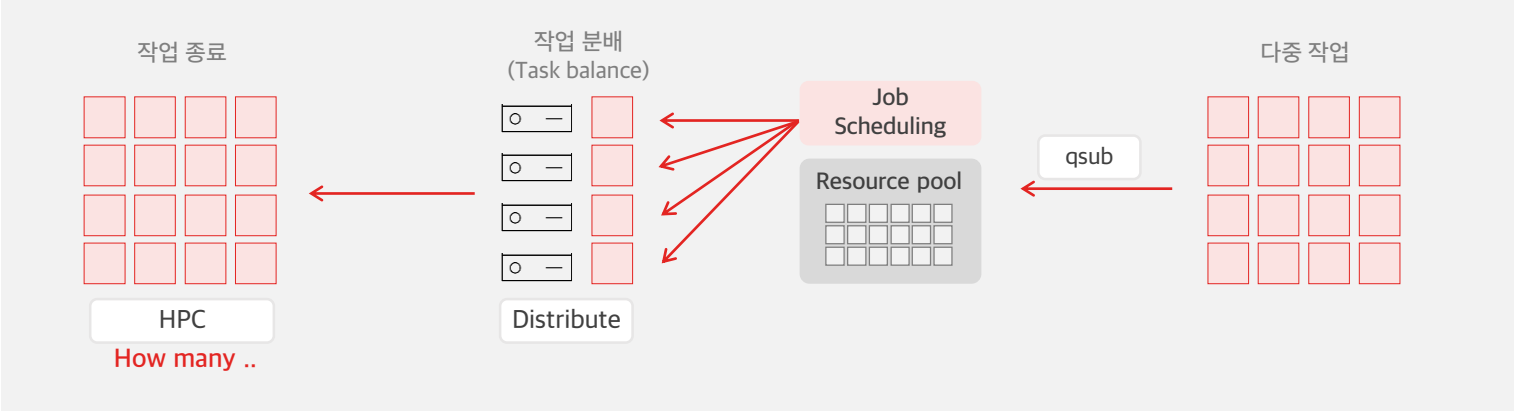 작업 종료
작업 분배
(Task balance)
다중 작업
Job
Scheduling
qsub
Resource pool
HPC
Distribute
How many ..